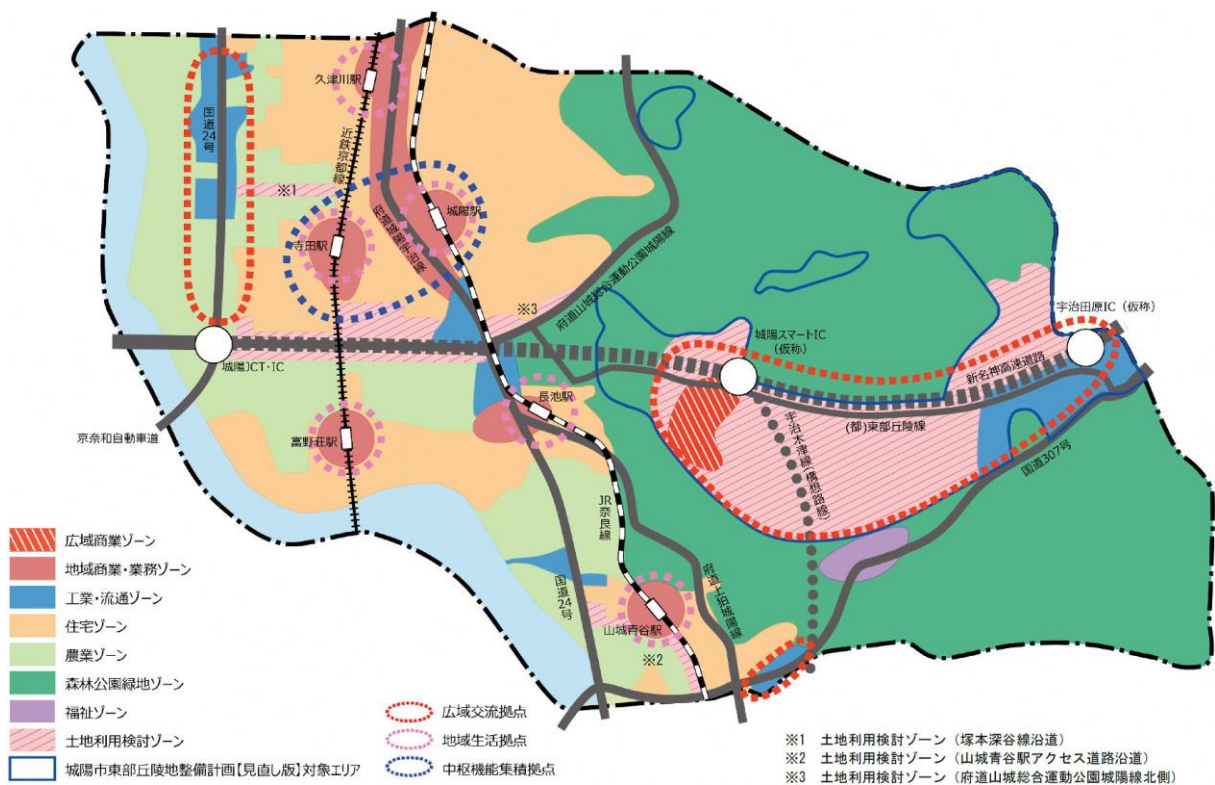 久津川駅
国道24号
近鉄京都線
※1
城陽駅
府道城陽宇治線
寺田駅
府道山城総合運動公園城陽線
※3
宇治田原IC（仮称）
城陽スマートIC
（仮称）
城陽JCT・IC
新名神高速道路
長池駅
(都)東部丘陵線
京奈和自動車道
富野荘駅
宇治木津線(構想路線)
国道307号
JR奈良線
国道24号
府道上狛城陽線
山城青谷駅
※2
広域商業ゾーン
地域商業・業務ゾーン
工業・流通ゾーン
住宅ゾーン
農業ゾーン
森林公園緑地ゾーン
福祉ゾーン
土地利用検討ゾーン
城陽市東部丘陵地整備計画【見直し版】対象エリア
広域交流拠点
地域生活拠点
中枢機能集積拠点
※1 土地利用検討ゾーン（塚本深谷線沿道）
※2 土地利用検討ゾーン（山城青谷駅アクセス道路沿道）
※3 土地利用検討ゾーン（府道山城総合運動公園城陽線北側）